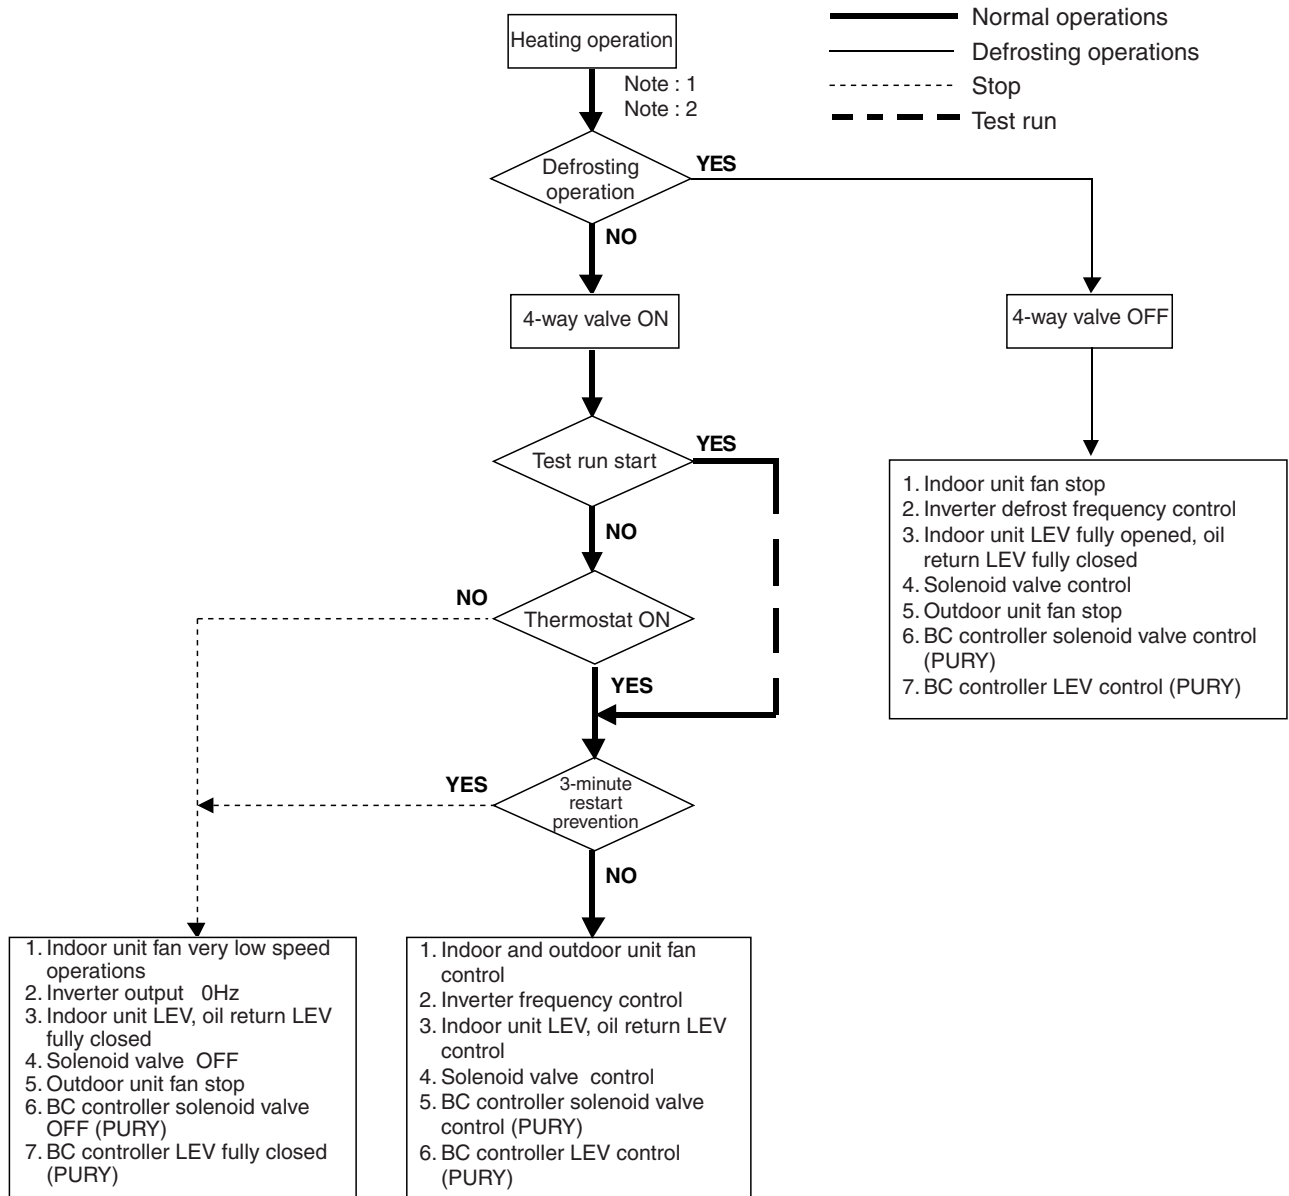 Heating operation
Normal operations
Defrosting operations
Stop
Test run
Note : 1
Note : 2
Defrosting
operation
YES
NO
4-way valve ON
4-way valve OFF
Test run start
YES
NO
1. Indoor unit fan stop
2. Inverter defrost frequency control
3. Indoor unit LEV fully opened, oil
return LEV fully closed
4. Solenoid valve control
5. Outdoor unit fan stop
6. BC controller solenoid valve control
(PURY)
7. BC controller LEV control (PURY)
Thermostat ON
NO
YES
3-minute
restart
prevention
YES
NO
1. Indoor unit fan very low speed
operations
2. Inverter output 0Hz
3. Indoor unit LEV, oil return LEV
fully closed
4. Solenoid valve OFF
5. Outdoor unit fan stop
6. BC controller solenoid valve
OFF (PURY)
7. BC controller LEV fully closed
(PURY)
1. Indoor and outdoor unit fan
control
2. Inverter frequency control
3. Indoor unit LEV, oil return LEV
control
4. Solenoid valve control
5. BC controller solenoid valve
control (PURY)
6. BC controller LEV control
(PURY)